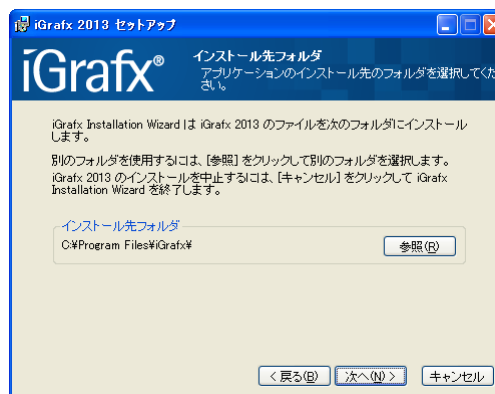 iGrafx 2013 セットアップ
iGrafx®
インストール先フォルダ
アプリケーションのインストール先のフォルダを選択してくだ
さい。
iGrafx Installation Wizard は iGrafx 2013 のファイルを次のフォルダにインストール
します。
別のフォルダを使用するには、[参照] をクリックして別のフォルダを選択します。
iGrafx 2013 のインストールを中止するには、[キャンセル] をクリックして iGrafx
Installation Wizard を終了します。
インストール先フォルダ
C:¥Program Files¥iGrafx¥
参照(R)
< 戻る(B)
次へ(N) >
キャンセル